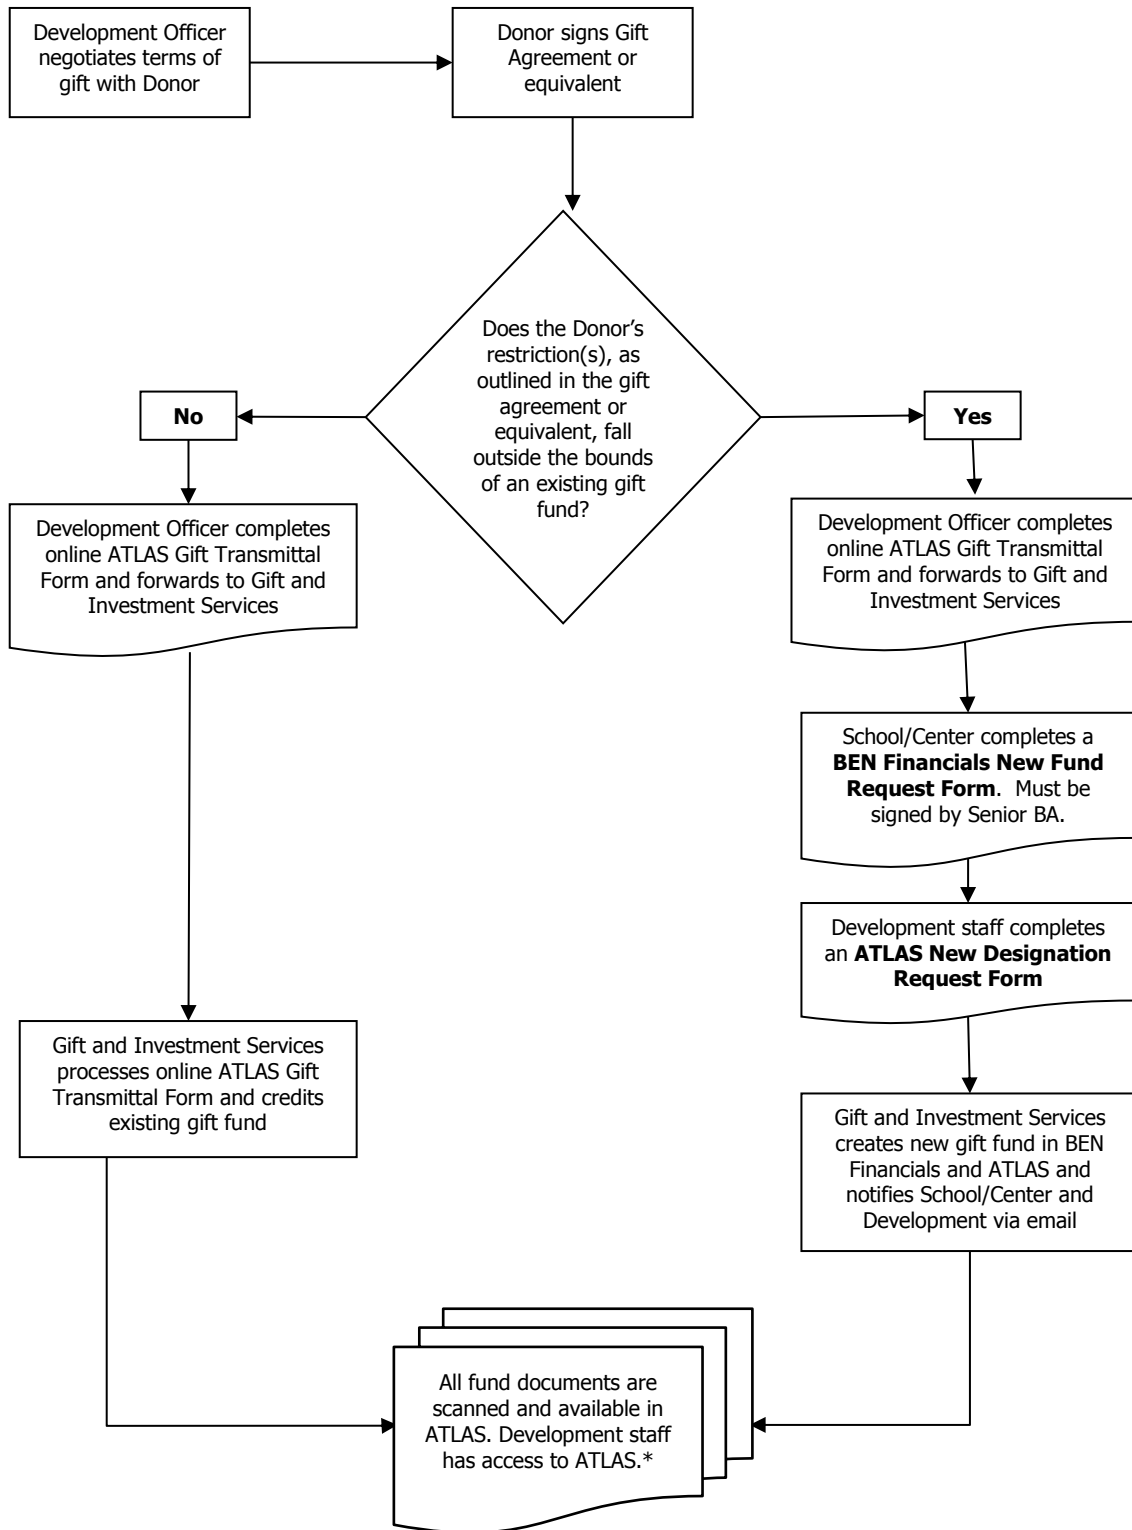 Development Officer
negotiates terms of
gift with Donor
Donor signs Gift
Agreement or
equivalent
Does the Donor’s
restriction(s), as
outlined in the gift
agreement or
equivalent, fall
outside the bounds
of an existing gift
fund?
No
Yes
Development Officer completes
online ATLAS Gift Transmittal
Form and forwards to Gift and
Investment Services
Development Officer completes
online ATLAS Gift Transmittal
Form and forwards to Gift and
Investment Services
School/Center completes a
BEN Financials New Fund
Request Form.  Must be
signed by Senior BA.
Development staff completes
an ATLAS New Designation
Request Form
Gift and Investment Services
processes online ATLAS Gift
Transmittal Form and credits
existing gift fund
Gift and Investment Services
creates new gift fund in BEN
Financials and ATLAS and
notifies School/Center and
Development via email
All fund documents are
scanned and available in
ATLAS. Development staff
has access to ATLAS.*